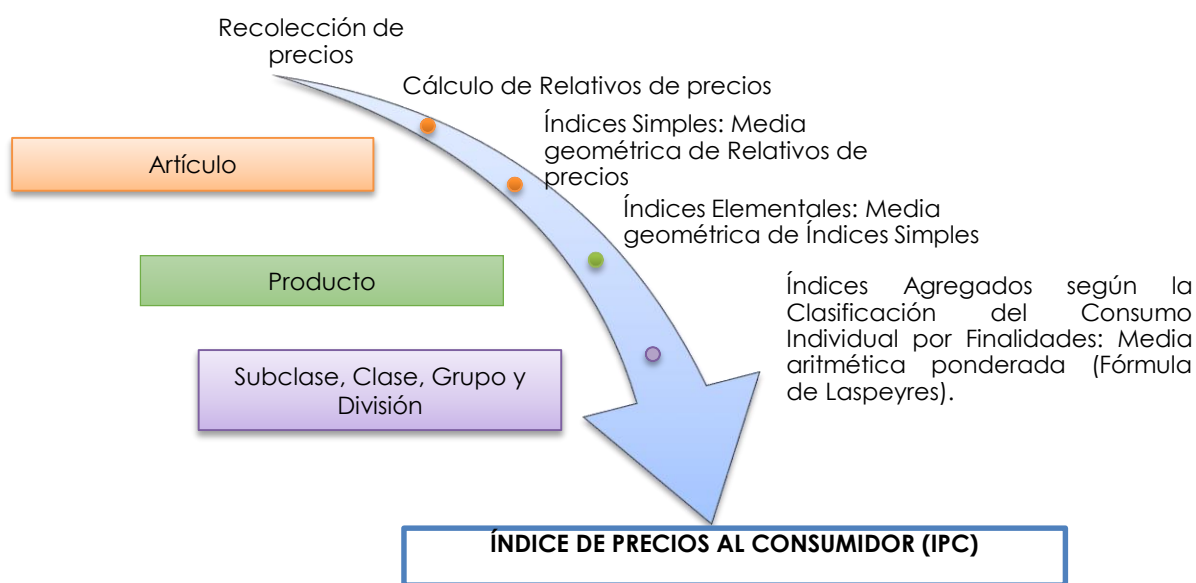 Recolección de
precios
Cálculo de Relativos de precios
Índices Simples: Media
geométrica de Relativos de
precios
Artículo
Índices Elementales: Media
geométrica de Índices Simples
Producto
Índices Agregados según la
Clasificación del Consumo
Individual por Finalidades: Media
aritmética ponderada (Fórmula
de Laspeyres).
Subclase, Clase, Grupo y
División
ÍNDICE DE PRECIOS AL CONSUMIDOR (IPC)